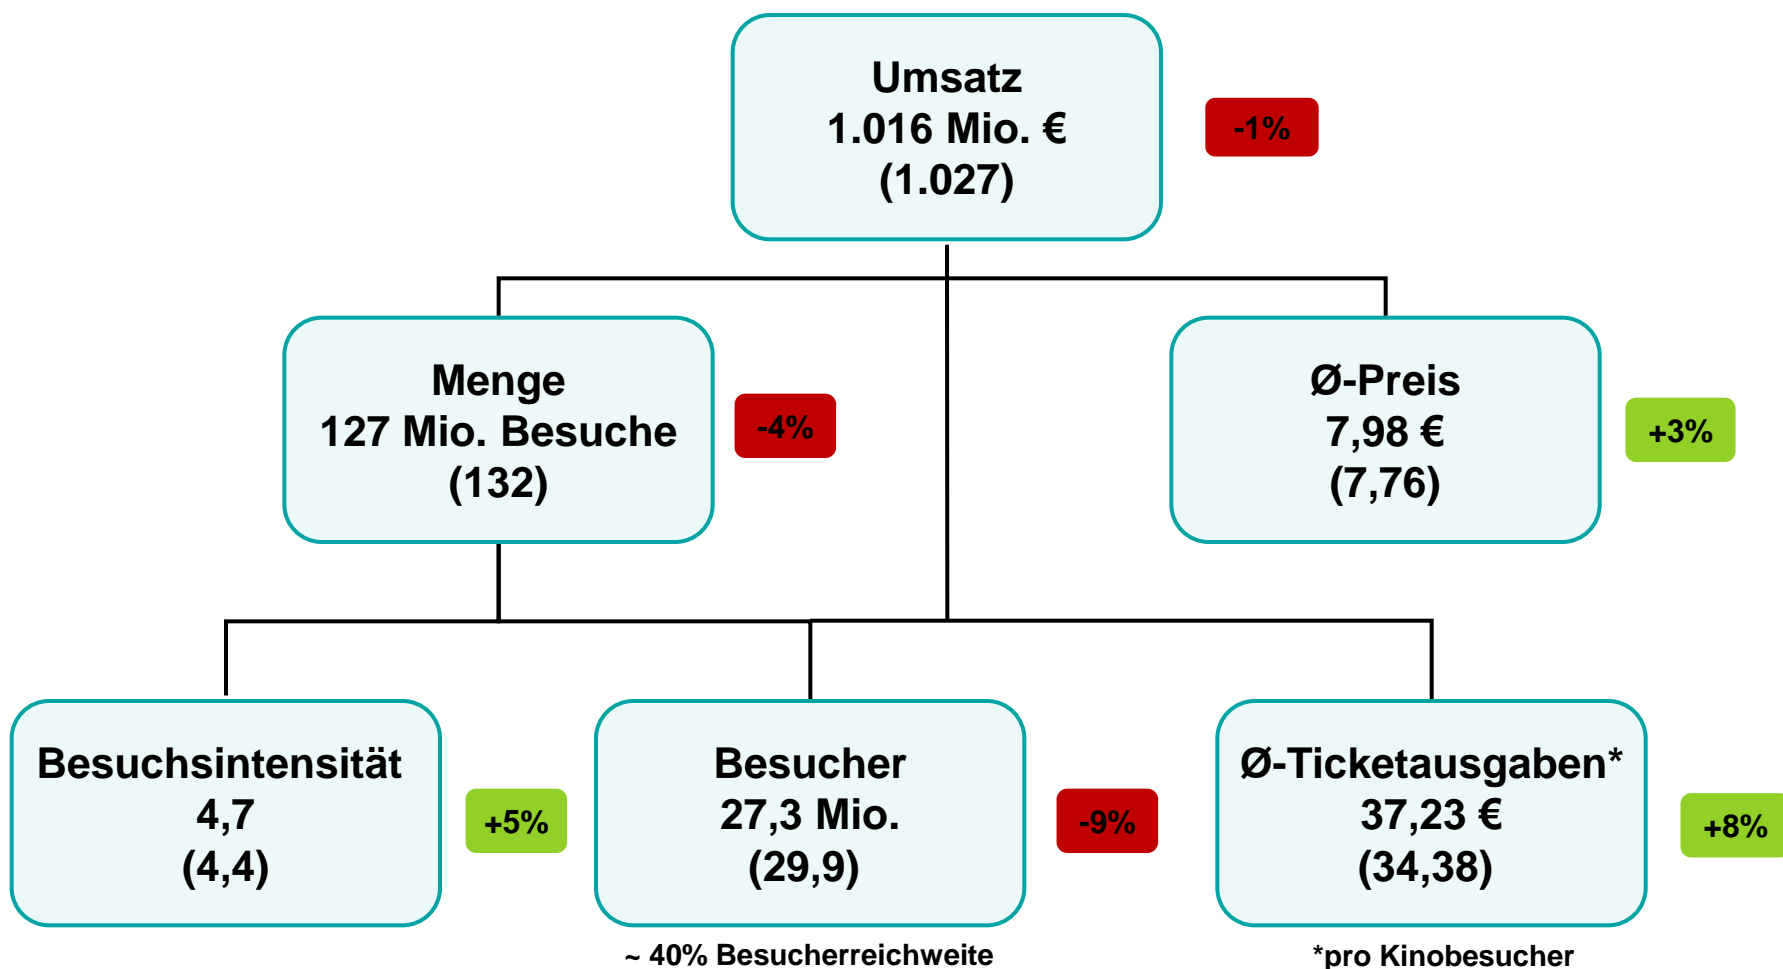 Umsatz
1.016 Mio. €
(1.027)
-1%
Menge
127 Mio. Besuche
(132)
-4%
Ø-Preis
7,98 €
(7,76)
+3%
Besuchsintensität
4,7
(4,4)
+5%
Besucher
27,3 Mio.
(29,9)
-9%
Ø-Ticketausgaben*
37,23 €
(34,38)
+8%
~ 40% Besucherreichweite
*pro Kinobesucher